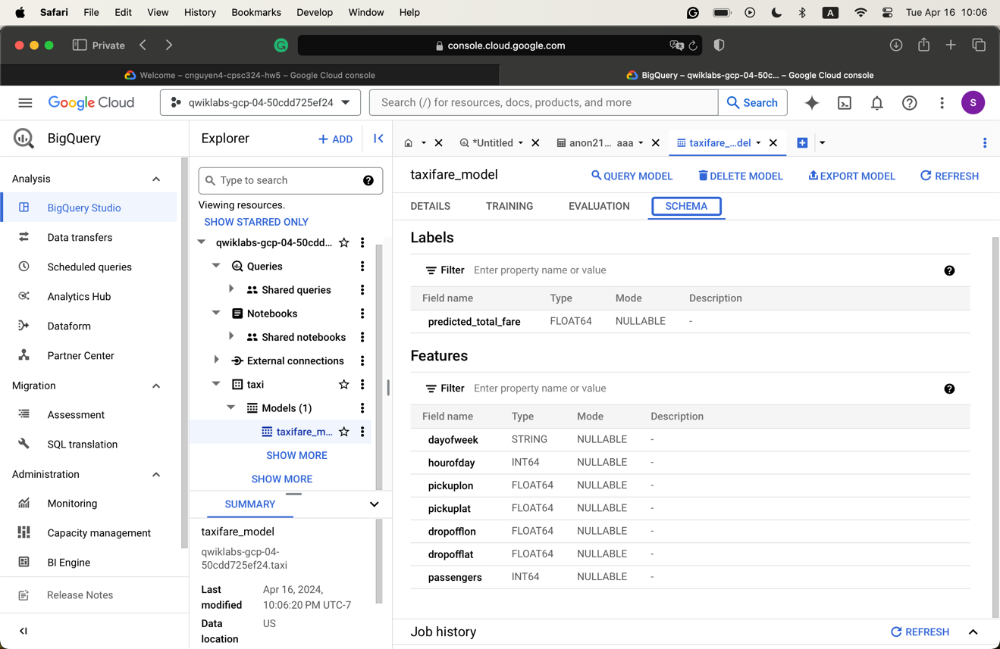 Safari File Edit View History Bookmarks Develop Window Help A Tue Apr 16 10:06
Private console.cloud.google.com
Welcome – cnguyen4-cpsc324-hw5 – Google Cloud console BigQuery – qwiklabs-gcp-04-50c... – Google Cloud console
Google Cloud qwiklabs-gcp-04-50cdd725ef24 Search (/) for resources, docs, products, and more Search S
BigQuery
Analysis
BigQuery Studio
Data transfers
Scheduled queries
Analytics Hub
Dataform
Partner Center
Migration
Assessment
SQL translation
Administration
Monitoring
Capacity management
BI Engine
Release Notes
Explorer + ADD
Type to search
Viewing resources.
SHOW STARRED ONLY
qwiklabs-gcp-04-50cdd...
Queries
Shared queries
Notebooks
Shared notebooks
External connections
taxi
Models (1)
taxifare_m...
SHOW MORE
SHOW MORE
SUMMARY
taxifare_model
qwiklabs-gcp-04-
50cdd725ef24.taxi
Last modified Apr 16, 2024, 10:06:20 PM UTC-7
Data location US
*Untitled anon21... aaa taxifare_...del
taxifare_model QUERY MODEL DELETE MODEL EXPORT MODEL REFRESH
DETAILS TRAINING EVALUATION SCHEMA
Labels
Filter Enter property name or value
Field name Type Mode Description
predicted_total_fare FLOAT64 NULLABLE -
Features
Filter Enter property name or value
Field name Type Mode Description
dayofweek STRING NULLABLE -
hourofday INT64 NULLABLE -
pickuplon FLOAT64 NULLABLE -
pickuplat FLOAT64 NULLABLE -
dropofflon FLOAT64 NULLABLE -
dropofflat FLOAT64 NULLABLE -
passengers INT64 NULLABLE -
Job history REFRESH